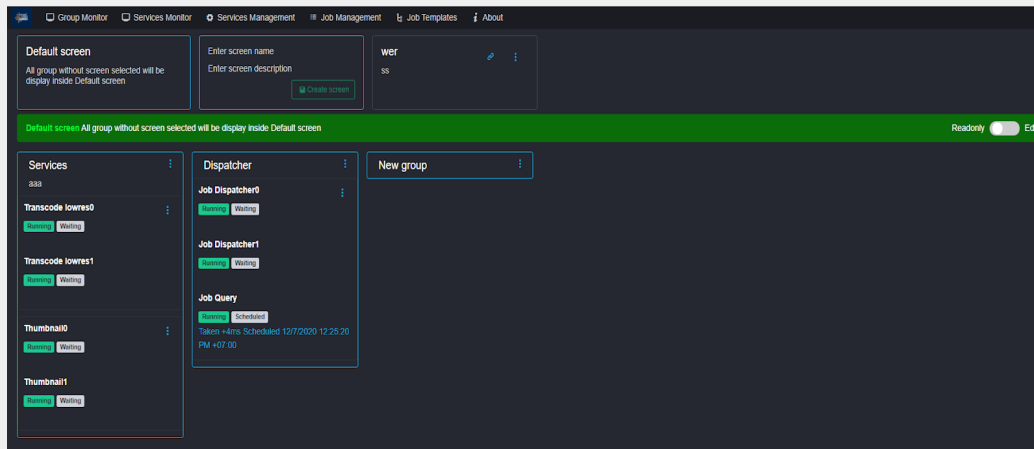 Group Monitor Services Monitor Services Management Job Management Job Templates About
Default screen
All group without screen selected will be
display inside Default screen
Enter screen name
Enter screen description
Create screen
wer
ss
Default screen All group without screen selected will be display inside Default screen
Readonly Ed
Services
aaa
Transcode lowres0
Running Waiting
Transcode lowres1
Running Waiting
Thumbnail0
Running Waiting
Thumbnail1
Running Waiting
Dispatcher
Job Dispatcher0
Running Waiting
Job Dispatcher1
Running Waiting
Job Query
Running Scheduled
Taken +4ms Scheduled 12/7/2020 12:25:20
PM +07:00
New group